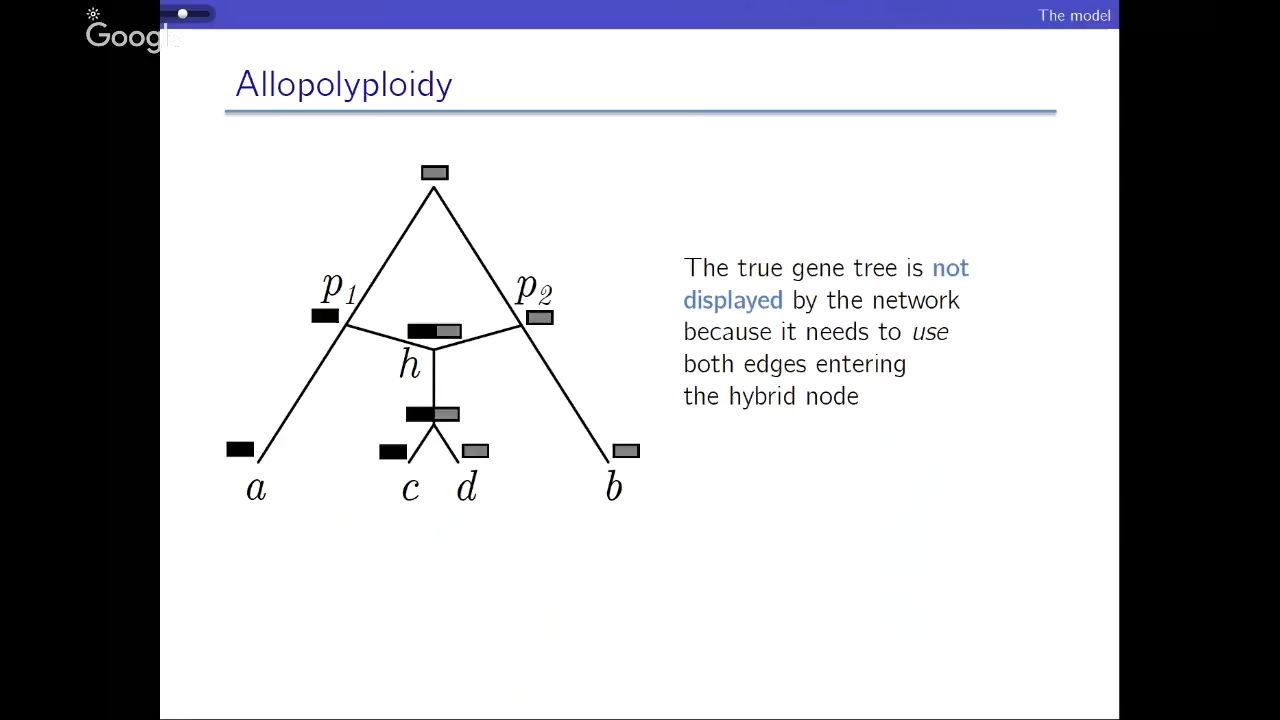 The model
Google
Allopolyploidy
p1
p2
h
a
c
d
b
The true gene tree is not
displayed by the network
because it needs to use
both edges entering
the hybrid node